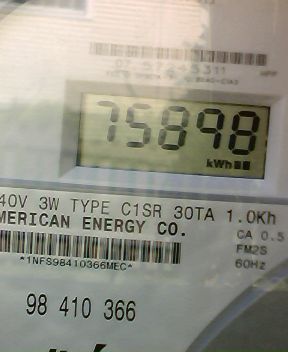 75898
kWh
40V 3W TYPE C1SR 30TA 1.0Kh
MERICAN ENERGY CO.
CA 0.5
FM2S
*1NFS98410366MEC*
60Hz
98 410 366